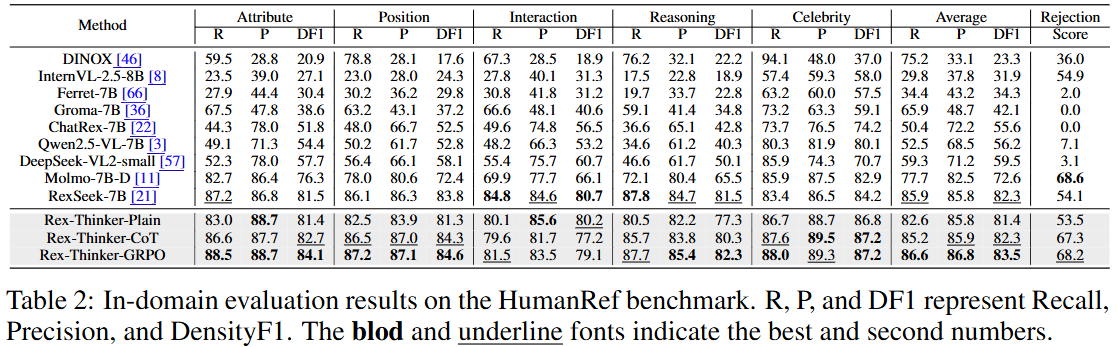 Method Attribute Position Interaction Reasoning Celebrity Average Rejection
R P DF1 R P DF1 R P DF1 R P DF1 R P DF1 R P DF1 Score
DINOX [46] 59.5 28.8 20.9 78.8 28.1 17.6 67.3 28.5 18.9 76.2 32.1 22.2 94.1 48.0 37.0 75.2 33.1 23.3 36.0
InternVL-2.5-8B [8] 23.5 39.0 27.1 23.0 28.0 24.3 27.8 40.1 31.3 17.5 22.8 18.9 57.4 59.3 58.0 29.8 37.8 31.9 54.9
Ferret-7B [66] 27.9 44.4 30.4 30.2 36.2 29.8 30.8 41.8 31.2 19.7 33.7 22.8 63.2 60.0 57.5 34.4 43.2 34.3 2.0
Groma-7B [36] 67.5 47.8 38.6 63.2 43.1 37.2 66.6 48.1 40.6 59.1 41.4 34.8 73.2 63.3 59.1 65.9 48.7 42.1 0.0
ChatRex-7B [22] 44.3 78.0 51.8 48.0 66.7 52.5 49.6 74.8 56.5 36.6 65.1 42.8 73.7 76.5 74.2 50.4 72.2 55.6 0.0
Qwen2.5-VL-7B [3] 49.1 71.3 54.4 50.2 61.7 52.8 48.2 66.3 53.2 34.6 61.2 40.3 80.3 81.9 80.1 52.5 68.5 56.2 7.1
DeepSeek-VL2-small [57] 52.3 78.0 57.7 56.4 66.1 58.1 55.4 75.7 60.7 46.6 61.7 50.1 85.9 74.3 70.7 59.3 71.2 59.5 3.1
Molmo-7B-D [11] 82.7 86.4 76.3 78.0 80.6 72.4 69.9 77.7 66.1 72.1 80.4 65.5 85.9 87.5 82.9 77.7 82.5 72.6 68.6
RexSeek-7B [21] 87.2 86.8 81.5 86.1 86.3 83.8 84.8 84.6 80.7 87.8 84.7 81.5 83.4 86.5 84.2 85.9 85.8 82.3 54.1
Rex-Thinker-Plain 83.0 88.7 81.4 82.5 83.9 81.3 80.1 85.6 80.2 80.5 82.2 77.3 86.7 88.7 86.8 82.6 85.8 81.4 53.5
Rex-Thinker-CoT 86.6 87.7 82.7 86.5 87.0 84.3 79.6 81.7 77.2 85.7 83.8 80.3 87.6 89.5 87.2 85.2 85.9 82.3 67.3
Rex-Thinker-GRPO 88.5 88.7 84.1 87.2 87.1 84.6 81.5 83.5 79.1 87.7 85.4 82.3 88.0 89.3 87.2 86.6 86.8 83.5 68.2
Table 2: In-domain evaluation results on the HumanRef benchmark. R, P, and DF1 represent Recall,
Precision, and DensityF1. The blod and underline fonts indicate the best and second numbers.